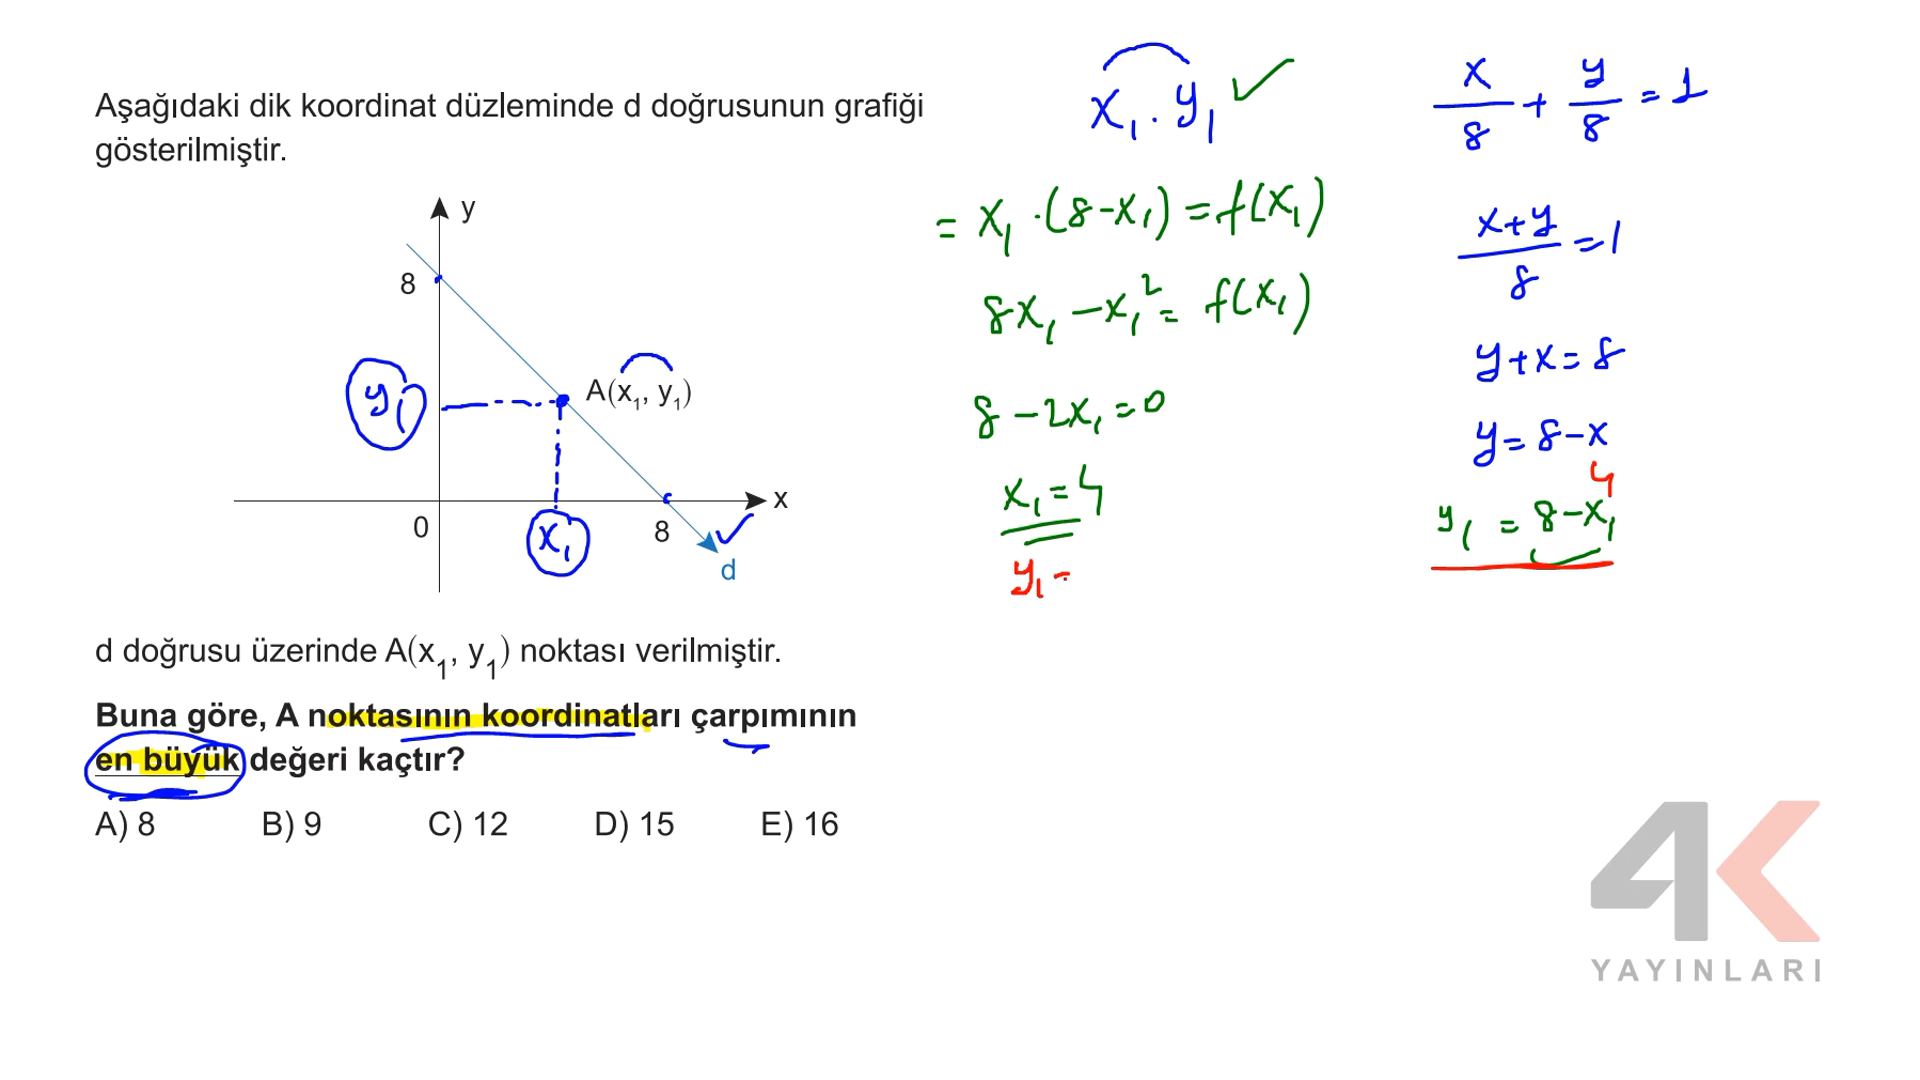 Aşağıdaki dik koordinat düzleminde d doğrusunun grafiği
gösterilmiştir.
y
8
y₁
A(x₁, y₁)
x
0
x₁
8
d
d doğrusu üzerinde A(x₁, y₁) noktası verilmiştir.
Buna göre, A noktasının koordinatları çarpımının
en büyük değeri kaçtır?
A) 8 B) 9 C) 12 D) 15 E) 16
x₁ . y₁
= x₁ .(8-x₁) = f(x₁)
8x₁ - x₁² = f(x₁)
8 - 2x₁ = 0
x₁ = 4
y₁ =
x/8 + y/8 = 1
x+y/8 = 1
y+x = 8
y = 8-x
4
y₁ = 8-x₁
4K
YAYINLARI